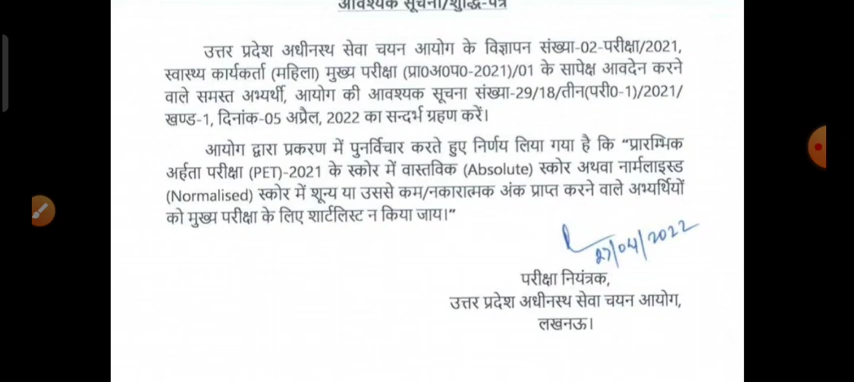 आवश्यक सूचना/शुद्धि-पत्र
उत्तर प्रदेश अधीनस्थ सेवा चयन आयोग के विज्ञापन संख्या-02-परीक्षा/2021,
स्वास्थ्य कार्यकर्ता (महिला) मुख्य परीक्षा (प्रा0अ0प0-2021)/01 के सापेक्ष आवदेन करने
वाले समस्त अभ्यर्थी, आयोग की आवश्यक सूचना संख्या-29/18/तीन(परी0-1)/2021/
खण्ड-1, दिनांक-05 अप्रैल, 2022 का सन्दर्भ ग्रहण करें।
आयोग द्वारा प्रकरण में पुनर्विचार करते हुए निर्णय लिया गया है कि “प्रारम्भिक
अर्हता परीक्षा (PET)-2021 के स्कोर में वास्तविक (Absolute) स्कोर अथवा नार्मलाइस्ड
(Normalised) स्कोर में शून्य या उससे कम/नकारात्मक अंक प्राप्त करने वाले अभ्यर्थियों
को मुख्य परीक्षा के लिए शार्टलिस्ट न किया जाय।”
27/04/2022
परीक्षा नियंत्रक,
उत्तर प्रदेश अधीनस्थ सेवा चयन आयोग,
लखनऊ।